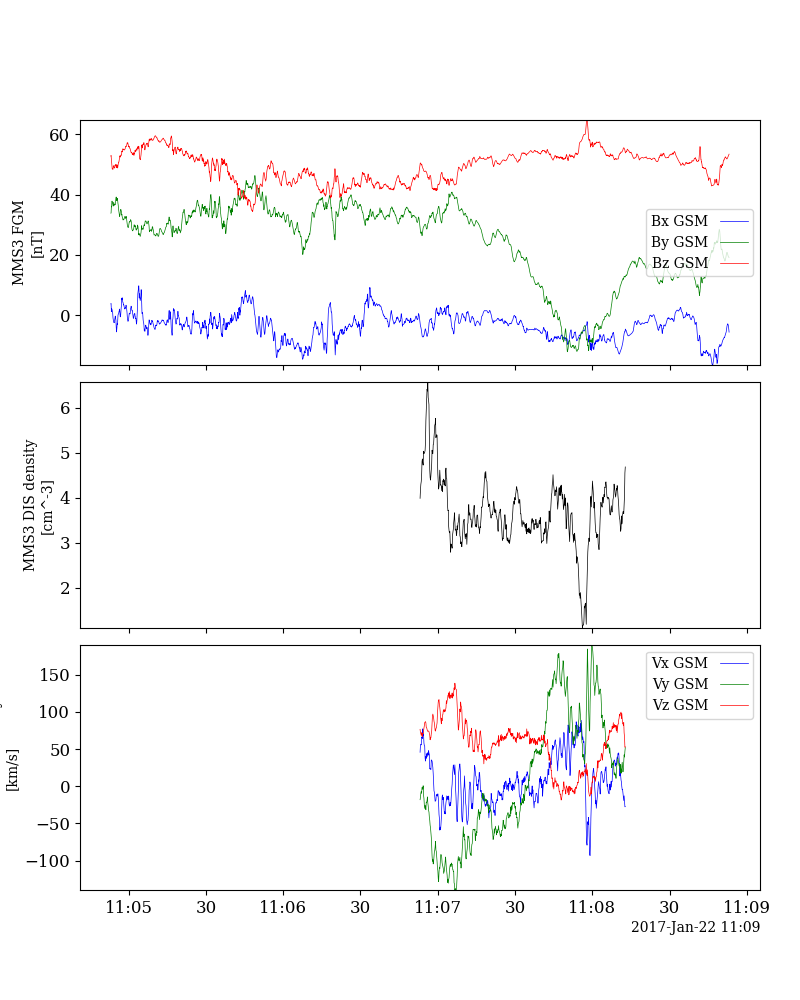 60
40
20
0
MMS3 FGM
[nT]
Bx GSM
By GSM
Bz GSM
6
5
4
3
2
MMS3 DIS density
[cm^-3]
150
100
50
0
−50
−100
[km/s]
Vx GSM
Vy GSM
Vz GSM
11:05 30 11:06 30 11:07 30 11:08 30 11:09
2017-Jan-22 11:09